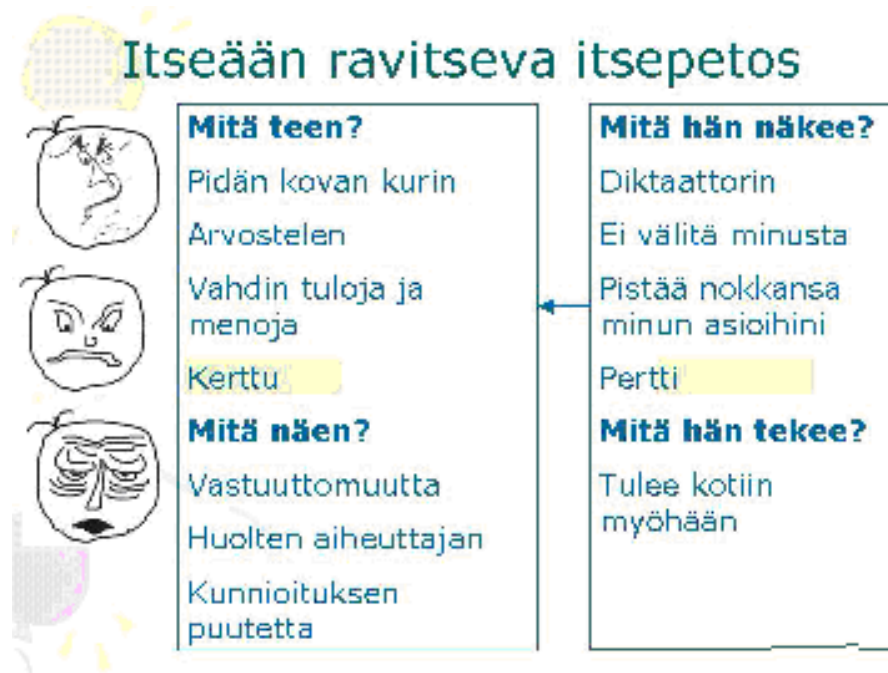 Itseään ravitseva itsepetos
Mitä teen?
Pidän kovan kurin
Arvostelen
Vahdin tuloja ja
menoja
Kerttu
Mitä näen?
Vastuuttomuutta
Huolten aiheuttajan
Kunnioituksen
puutetta
Mitä hän näkee?
Diktaattorin
Ei välitä minusta
Pistää nokkansa
minun asioihini
Pertti
Mitä hän tekee?
Tulee kotiin
myöhään